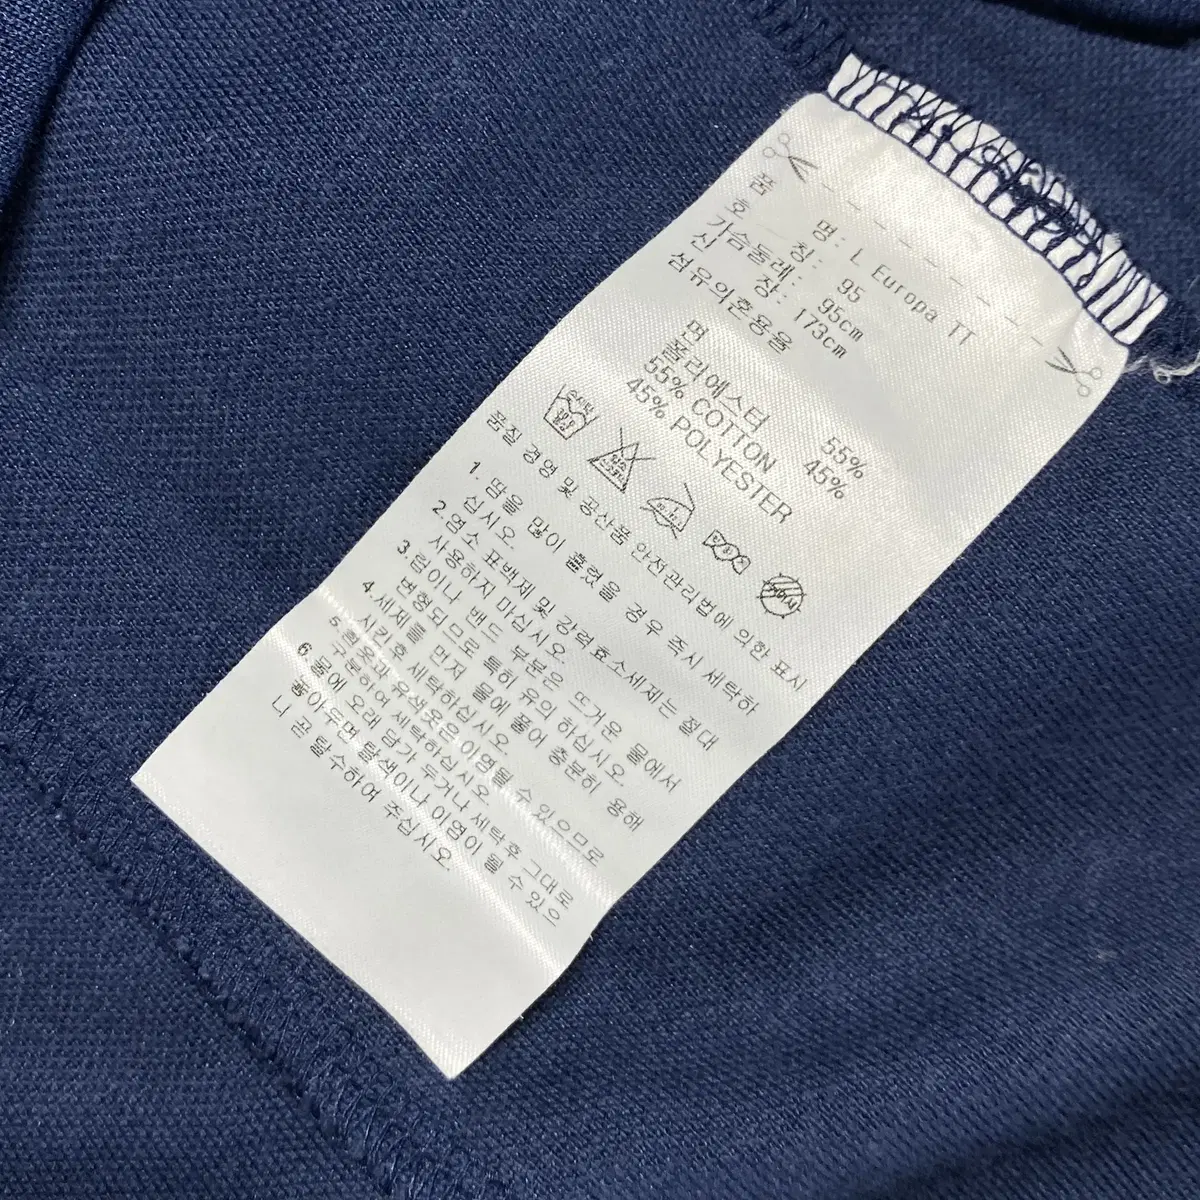 품 명: L Europa TT
호 칭: 95
가슴둘레: 95cm
신 장: 173cm
섬유의혼용율
면 55%
폴리에스터 45%
55% COTTON
45% POLYESTER
품질 경영 및 공산품 안전관리법에 의한 표시
1. 땀을 많이 흘렸을 경우 즉시 세탁하
십시오.
2.염소 표백제 및 강력효소세제는 절대
사용하지 마십시오.
3.럽이나 밴드 부분은 뜨거운 물에서
변형되므로 특히 유의 하십시오.
4.세제를 먼저 물에 풀어 충분히 용해
시킨후 세탁하십시오.
5.흰옷과 유색옷은 이염될 수 있으므로
구분하여 세탁하십시오.
6.물에 오래 담가 두거나 세탁후 그대로
놓아두면 탈색이나 이염이 될 수 있으
니 곧 탈수하여 주십시오.